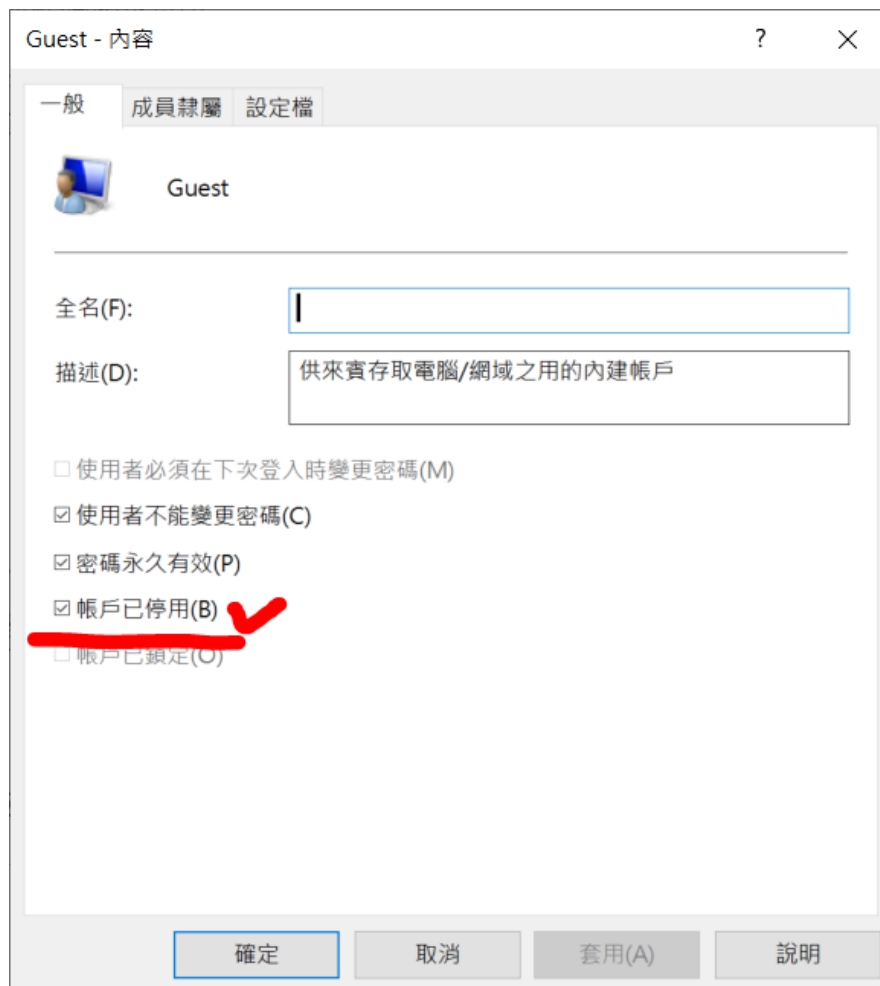 Guest - 內容
一般 成員隸屬 設定檔
Guest
全名(F):
描述(D): 供來賓存取電腦/網域之用的內建帳戶
使用者必須在下次登入時變更密碼(M)
使用者不能變更密碼(C)
密碼永久有效(P)
帳戶已停用(B)
帳戶已鎖定(O)
確定 取消 套用(A) 說明